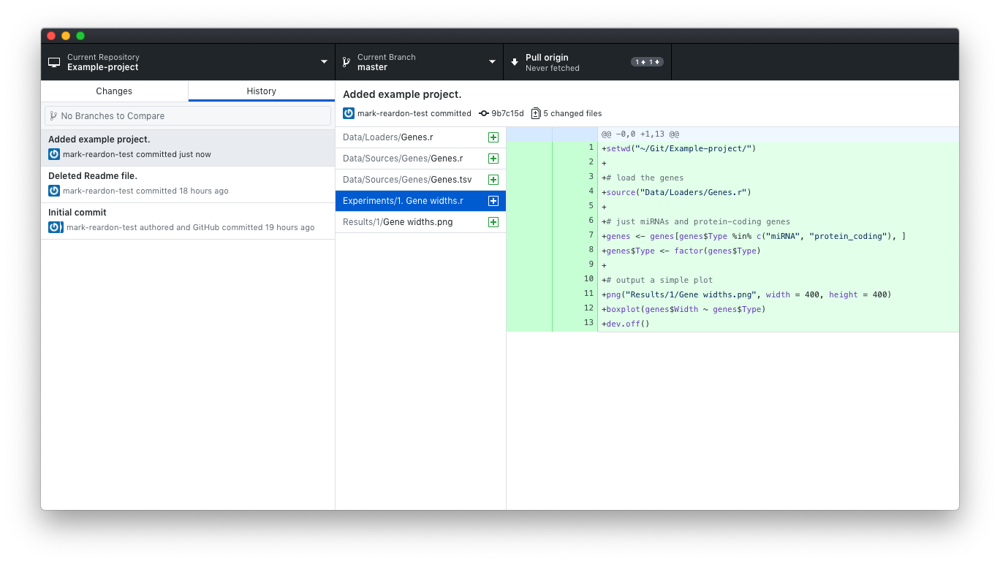 Current Repository
Example-project
Current Branch
master
Pull origin
Never fetched
1 1
Changes
History
No Branches to Compare
Added example project.
mark-reardon-test committed just now
Deleted Readme file.
mark-reardon-test committed 18 hours ago
Initial commit
mark-reardon-test authored and GitHub committed 19 hours ago
Added example project.
mark-reardon-test committed 9b7c15d 5 changed files
Data/Loaders/Genes.r
Data/Sources/Genes/Genes.r
Data/Sources/Genes/Genes.tsv
Experiments/1. Gene widths.r
Results/1/Gene widths.png
@@ -0,0 +1,13 @@
1 +setwd("~/Git/Example-project/")
2 +
3 +# load the genes
4 +source("Data/Loaders/Genes.r")
5 +
6 +# just miRNAs and protein-coding genes
7 +genes <- genes[genes$Type %in% c("miRNA", "protein_coding"), ]
8 +genes$Type <- factor(genes$Type)
9 +
10 +# output a simple plot
11 +png("Results/1/Gene widths.png", width = 400, height = 400)
12 +boxplot(genes$Width ~ genes$Type)
13 +dev.off()